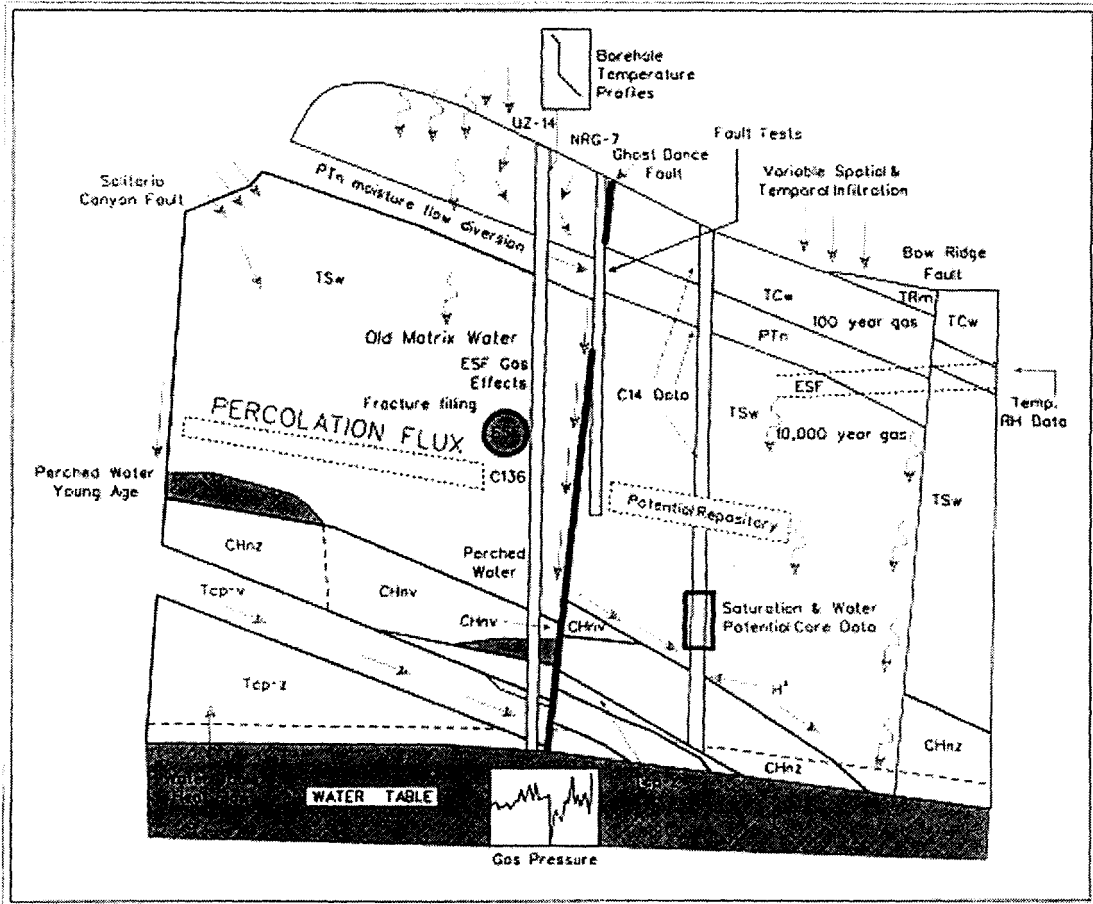 Borehole
Temperature
Profiles
UZ-14
NRG-7
Fault Tests
Ghost Dance
Fault
Variable Spatial &
Temporal Infiltration
Solitario
Canyon Fault
PTn moisture flow diversion
Bow Ridge
Fault
TSw
TCw
TRm
100 year gas
TCw
PTn
Old Matrix Water
ESF Gas
Effects
ESF
C14 Data
Temp.
RH Data
Fracture filling
TSw
10,000 year gas
PERCOLATION FLUX
C136
Perched Water
Young Age
TSw
Potential Repository
CHnz
Perched
Water
Tcp-v
CHnv
CHnv
CHnv
Saturation & Water
Potential Core Data
Tcp-z
H³
CHnz
CHnz
WATER TABLE
Gas Pressure